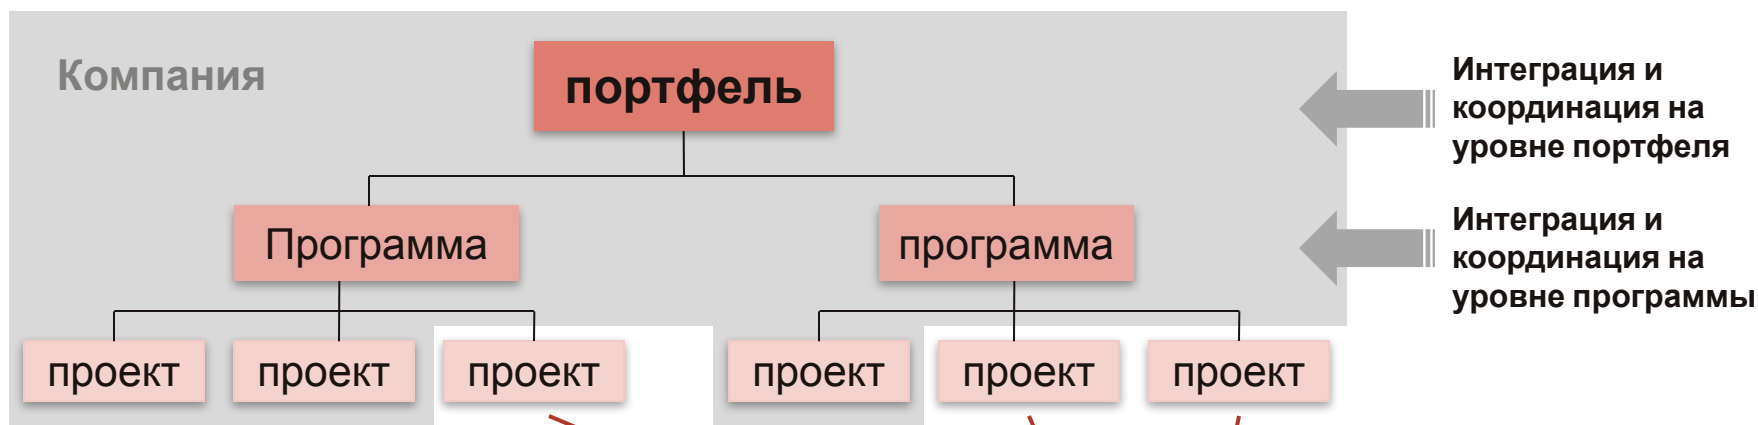 Компания
портфель
Интеграция и
координация на
уровне портфеля
Программа
программа
Интеграция и
координация на
уровне программы
проект
проект
проект
проект
проект
проект